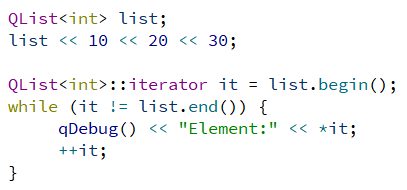 QList<int> list;
list << 10 << 20 << 30;

QList<int>::iterator it = list.begin();
while (it != list.end()) {
     qDebug() << "Element:" << *it;
     ++it;
}